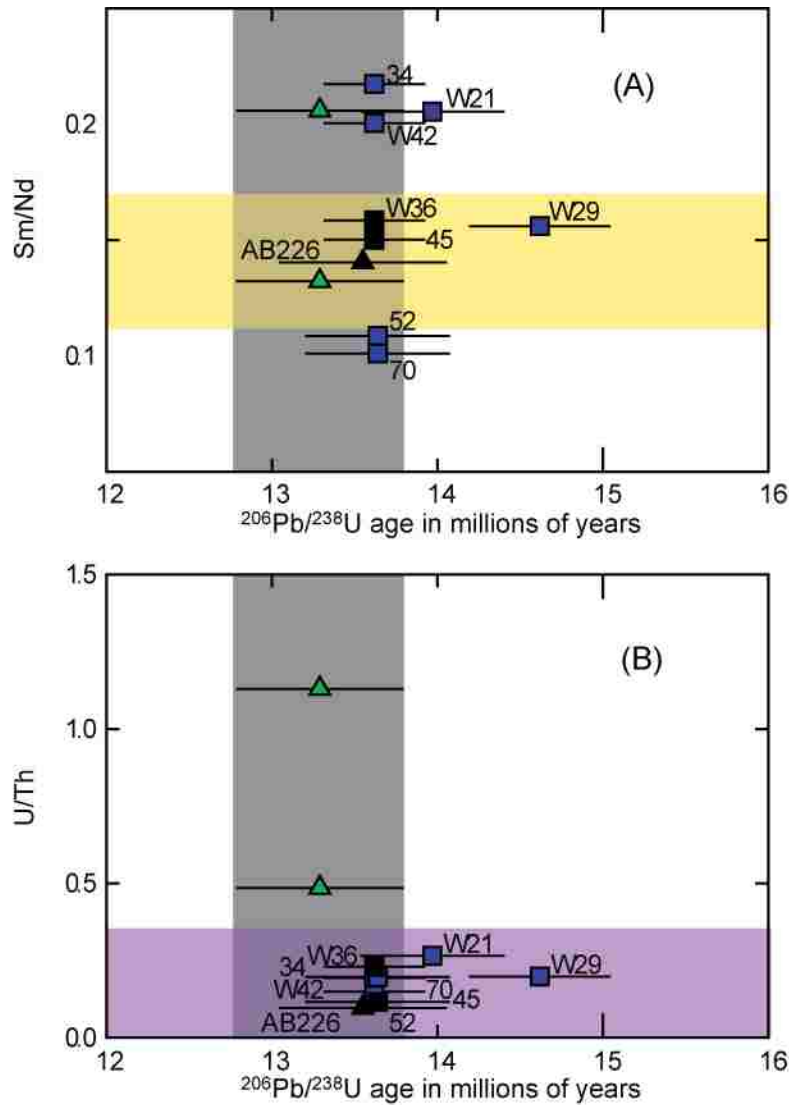 (A)
34
W21
0.2
W42
Sm/Nd
W36
W29
45
AB226
52
0.1
70
12 13 14 15 16
206Pb/238U age in millions of years
1.5
(B)
1.0
U/Th
0.5
W36 W21
34 W29
W42 70 45
AB226 52
0.0
12 13 14 15 16
206Pb/238U age in millions of years